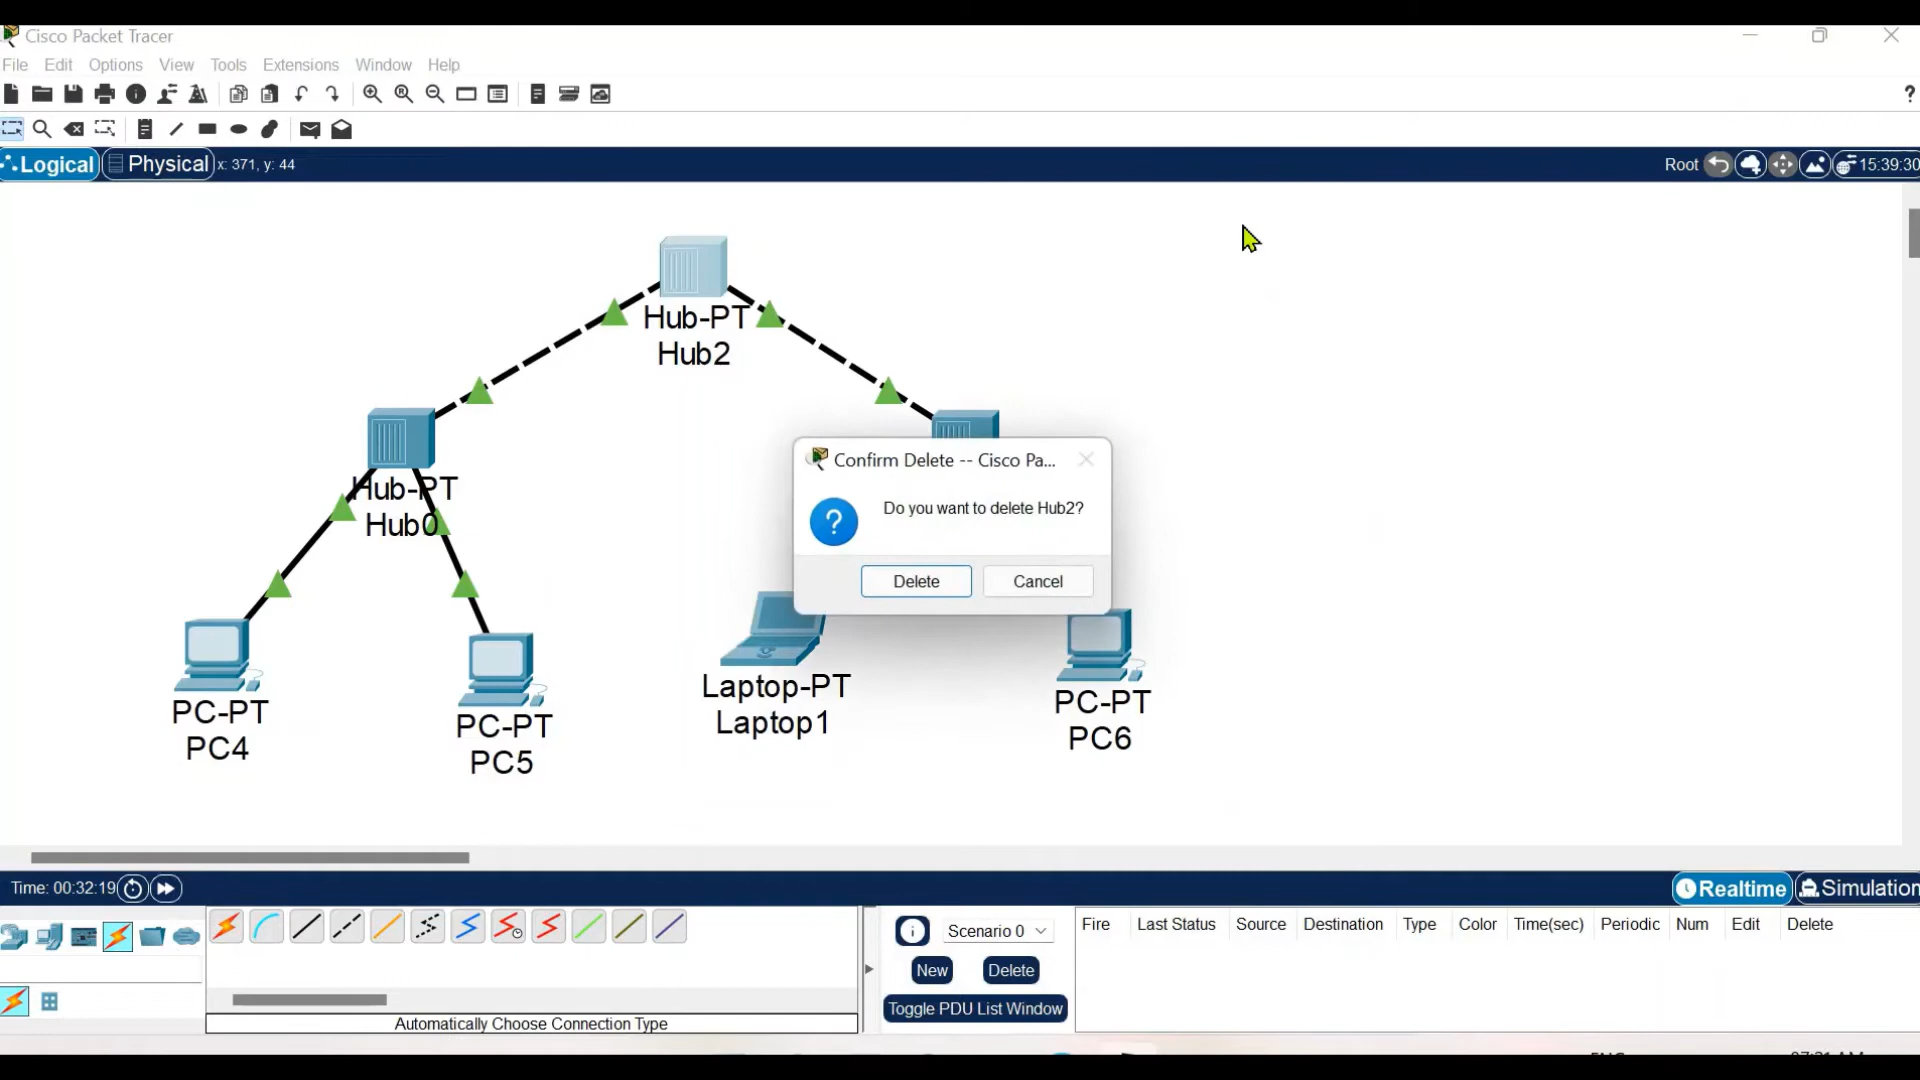 Cisco Packet Tracer
File Edit Options View Tools Extensions Window Help
?
Logical Physical x: 371, y: 44 Root 15:39:30
Hub-PT
Hub2
Hub-PT
Hub0
Confirm Delete -- Cisco Pa...
? Do you want to delete Hub2?
Delete Cancel
PC-PT
PC4
PC-PT
PC5
Laptop-PT
Laptop1
PC-PT
PC6
Time: 00:32:19 Realtime Simulation
Scenario 0
New Delete
Toggle PDU List Window
Fire Last Status Source Destination Type Color Time(sec) Periodic Num Edit Delete
Automatically Choose Connection Type